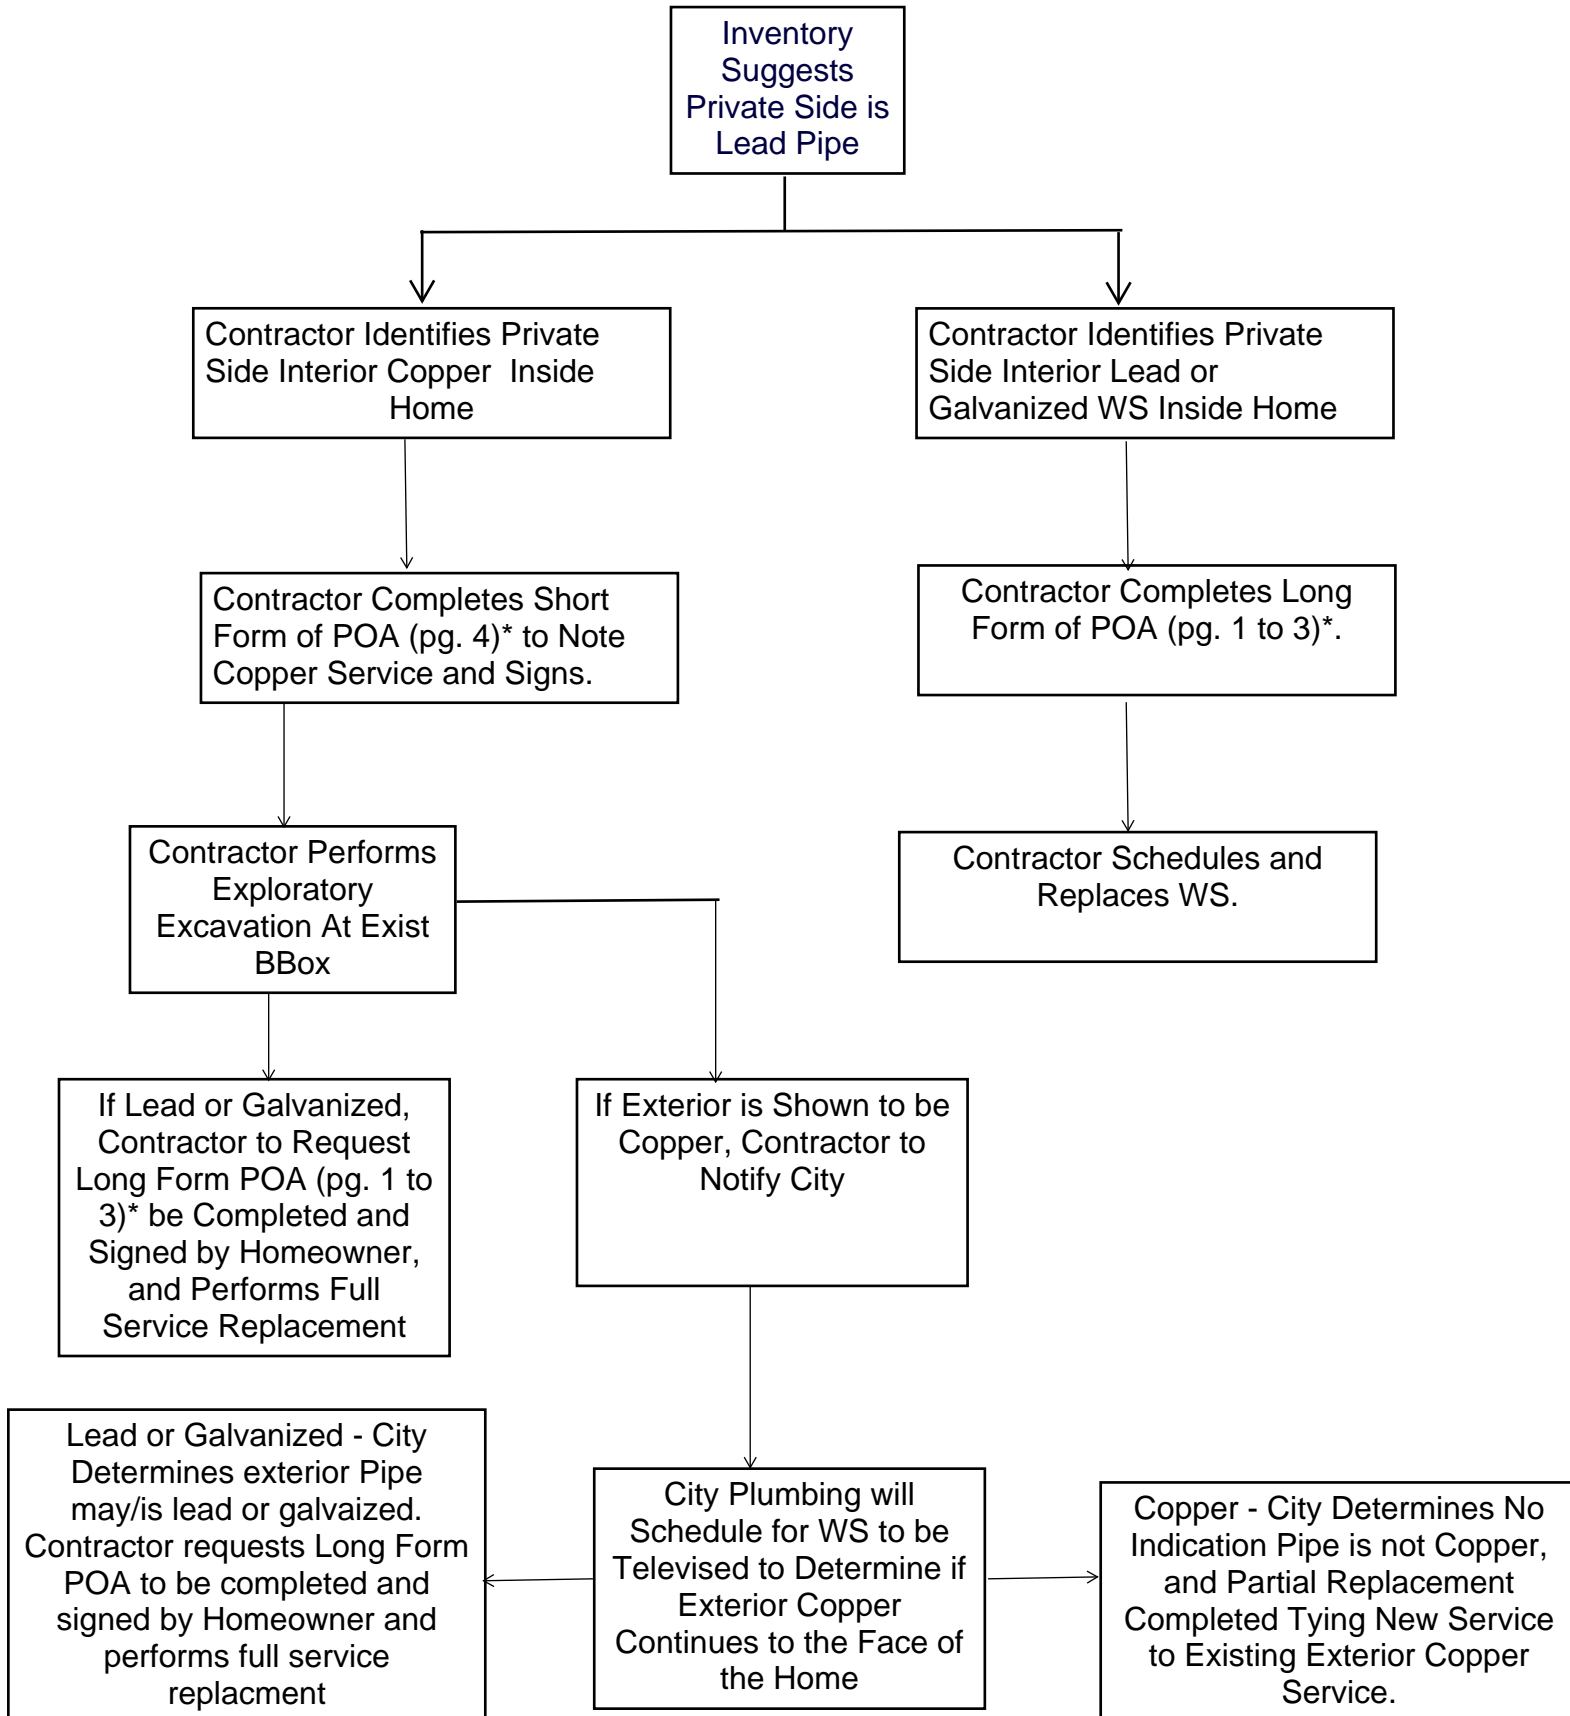 Inventory
Suggests
Private Side is
Lead Pipe
Contractor Identifies Private
Side Interior Copper  Inside
Home
Contractor Identifies Private
Side Interior Lead or
Galvanized WS Inside Home
Contractor Completes Short
Form of POA (pg. 4)* to Note
Copper Service and Signs.
Contractor Completes Long
Form of POA (pg. 1 to 3)*.
Contractor Performs
Exploratory
Excavation At Exist
BBox
Contractor Schedules and
Replaces WS.
If Lead or Galvanized,
Contractor to Request
Long Form POA (pg. 1 to
3)* be Completed and
Signed by Homeowner,
and Performs Full
Service Replacement
If Exterior is Shown to be
Copper, Contractor to
Notify City
Lead or Galvanized - City
Determines exterior Pipe
may/is lead or galvaized.
Contractor requests Long Form
POA to be completed and
signed by Homeowner and
performs full service
replacment
City Plumbing will
Schedule for WS to be
Televised to Determine if
Exterior Copper
Continues to the Face of
the Home
Copper - City Determines No
Indication Pipe is not Copper,
and Partial Replacement
Completed Tying New Service
to Existing Exterior Copper
Service.